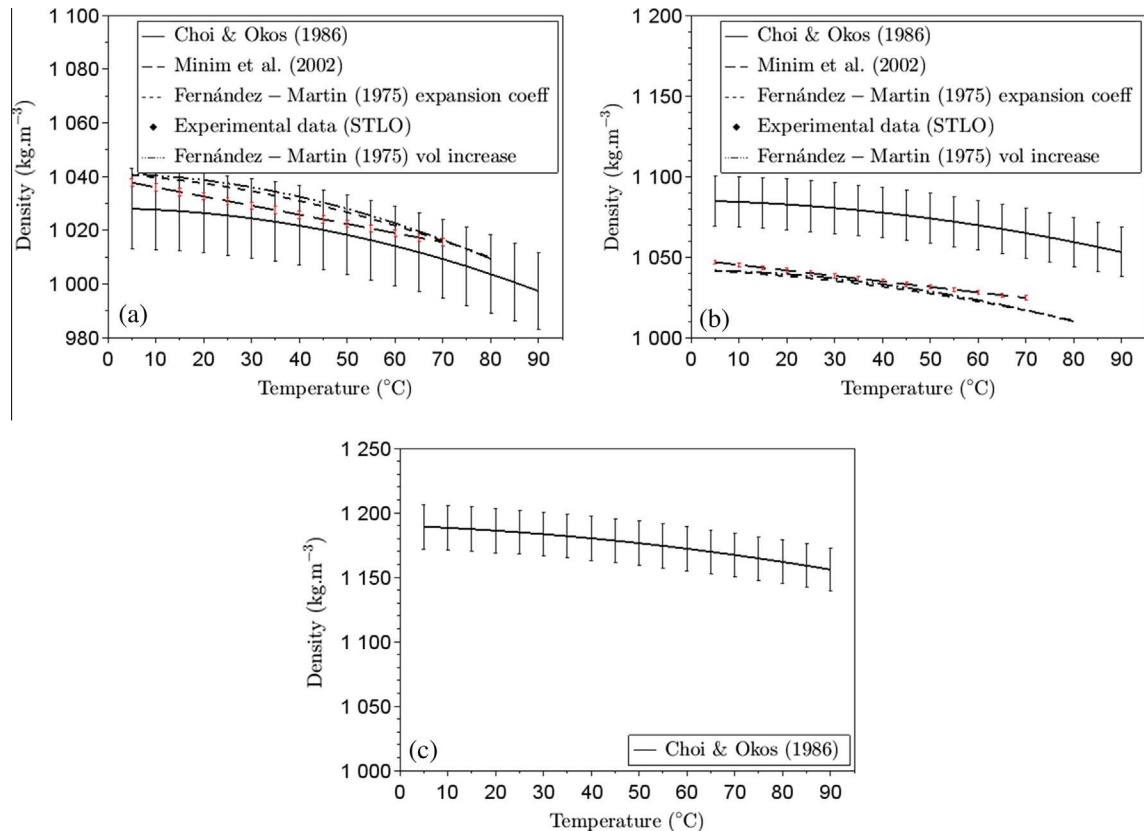 1 100
1 080
1 060
1 040
1 020
1 000
980
Density (kg.m−3)
Choi & Okos (1986)
Minim et al. (2002)
Fernández − Martin (1975) expansion coeff
Experimental data (STLO)
Fernández − Martin (1975) vol increase
(a)
0 10 20 30 40 50 60 70 80 90
Temperature (°C)
1 200
1 150
1 100
1 050
1 000
Density (kg.m−3)
Choi & Okos (1986)
Minim et al. (2002)
Fernández − Martin (1975) expansion coeff
Experimental data (STLO)
Fernández − Martin (1975) vol increase
(b)
0 10 20 30 40 50 60 70 80 90
Temperature (°C)
1 250
1 200
1 150
1 100
1 050
1 000
Density (kg.m−3)
(c)
Choi & Okos (1986)
0 10 20 30 40 50 60 70 80 90
Temperature (°C)